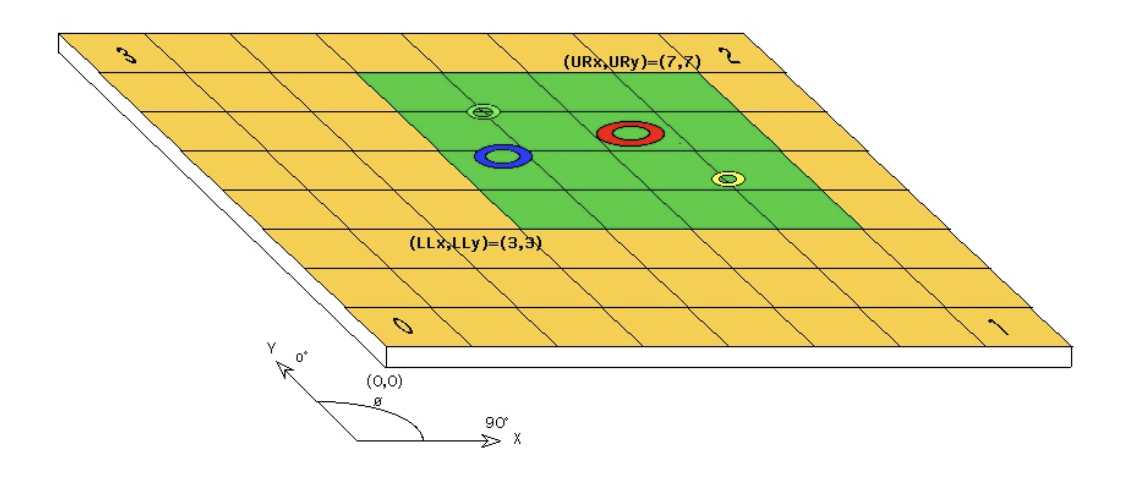 3
2
(URx,URy)=(7,7)
(LLx,LLy)=(3,3)
0
1
Y 0°
(0,0)
ø
90°
X